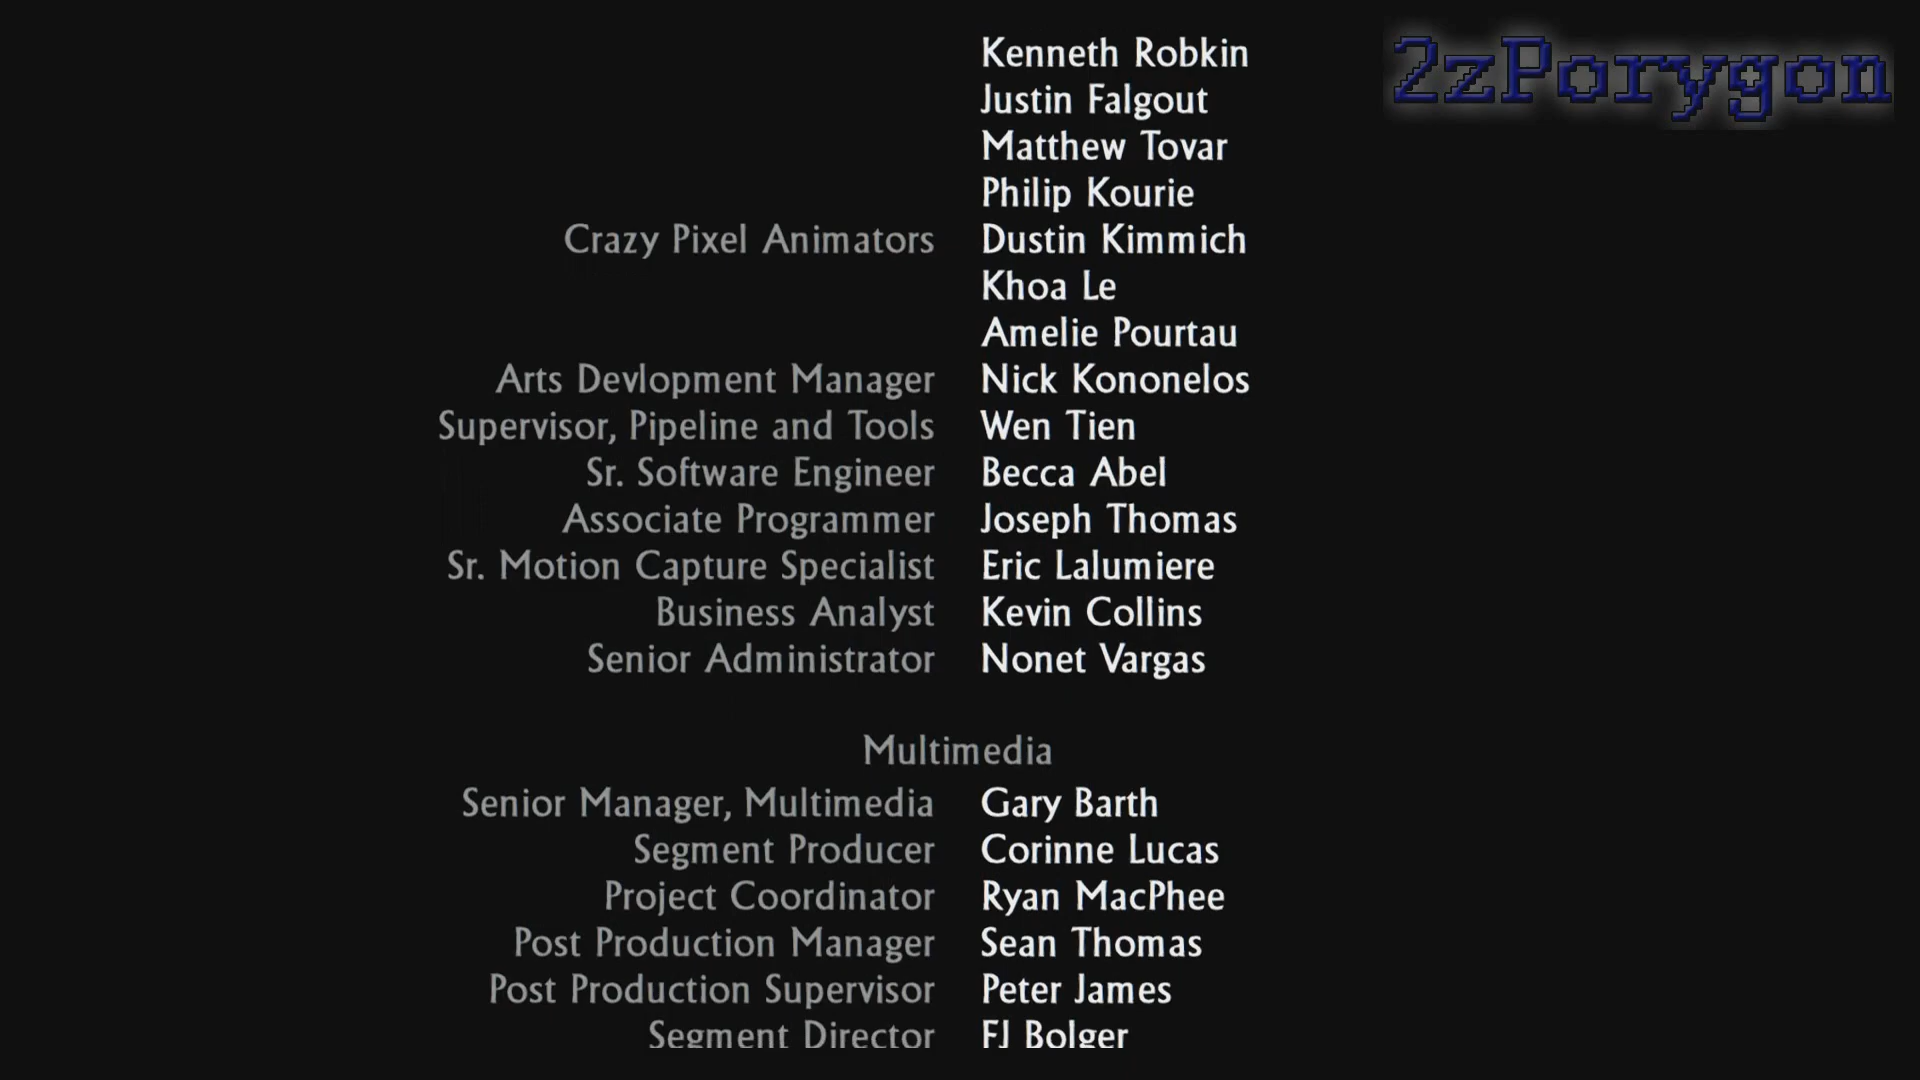 Kenneth Robkin
2zPorygon
Justin Falgout
Matthew Tovar
Philip Kourie
Crazy Pixel Animators Dustin Kimmich
Khoa Le
Amelie Pourtau
Arts Devlopment Manager Nick Kononelos
Supervisor, Pipeline and Tools Wen Tien
Sr. Software Engineer Becca Abel
Associate Programmer Joseph Thomas
Sr. Motion Capture Specialist Eric Lalumiere
Business Analyst Kevin Collins
Senior Administrator Nonet Vargas
Multimedia
Senior Manager, Multimedia Gary Barth
Segment Producer Corinne Lucas
Project Coordinator Ryan MacPhee
Post Production Manager Sean Thomas
Post Production Supervisor Peter James
Segment Director FJ Bolger